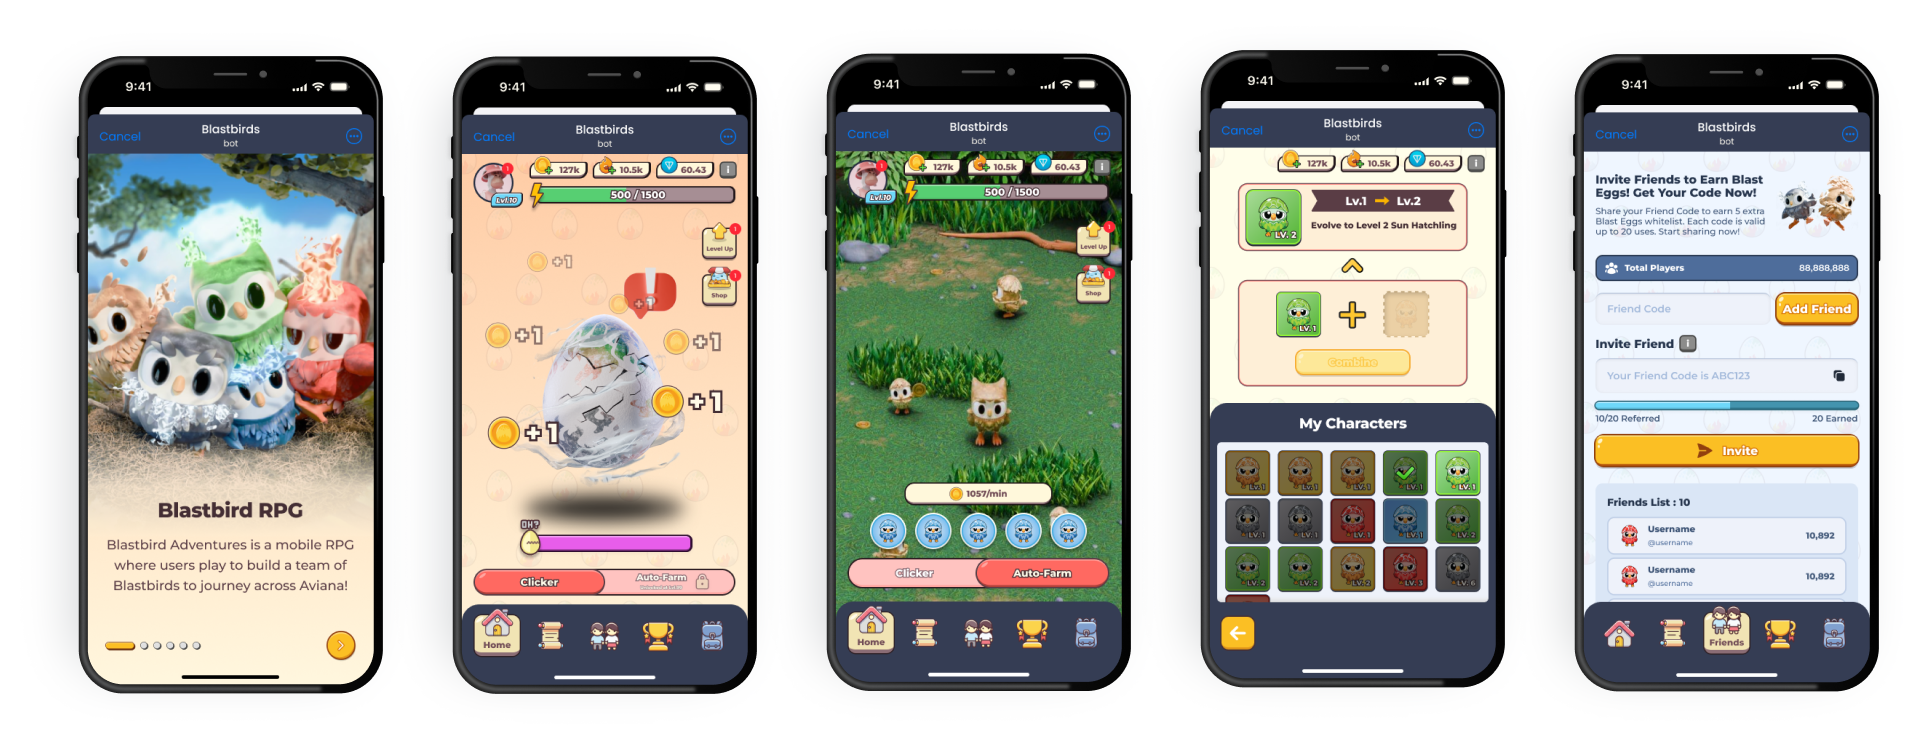 9:41
Cancel
Blastbirds
bot
Blastbird RPG
Blastbird Adventures is a mobile RPG
where users play to build a team of
Blastbirds to journey across Aviana!
9:41
Cancel
Blastbirds
bot
1
127k
10.5k
60.43
i
Lvl.10
500 / 1500
1
Level Up
1
Shop
+1
+1
+1
+1
+1
+1
OH?
Clicker
Auto-Farm
Home
9:41
Cancel
Blastbirds
bot
1
127k
10.5k
60.43
i
Lvl.10
500 / 1500
1
Level Up
1
Shop
1057/min
Clicker
Auto-Farm
Home
9:41
Cancel
Blastbirds
bot
127k
10.5k
60.43
i
LV. 2
Lv.1
Lv.2
Evolve to Level 2 Sun Hatchling
LV. 1
Combine
My Characters
LV. 1
LV. 1
LV. 1
LV. 1
LV. 1
LV. 1
LV. 1
LV. 1
LV. 1
LV. 2
LV. 2
LV. 2
LV. 2
LV. 3
LV. 6
9:41
Cancel
Blastbirds
bot
Invite Friends to Earn Blast
Eggs! Get Your Code Now!
Share your Friend Code to earn 5 extra
Blast Eggs whitelist. Each code is valid
up to 20 uses. Start sharing now!
Total Players
88,888,888
Friend Code
Add Friend
Invite Friend
i
Your Friend Code is ABC123
10/20 Referred
20 Earned
Invite
Friends List : 10
Username
@username
10,892
Username
@username
10,892
Friends